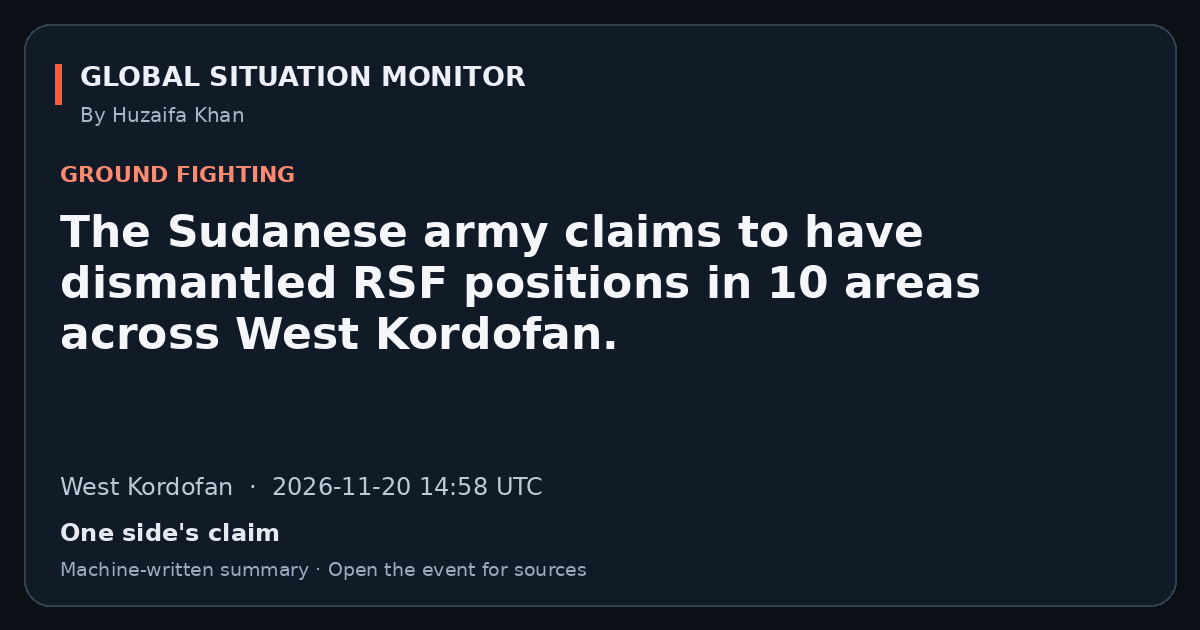 GLOBAL SITUATION MONITOR
By Huzaifa Khan
GROUND FIGHTING
The Sudanese army claims to have
dismantled RSF positions in 10 areas
across West Kordofan.
West Kordofan · 2026-11-20 14:58 UTC
One side's claim
Machine-written summary · Open the event for sources